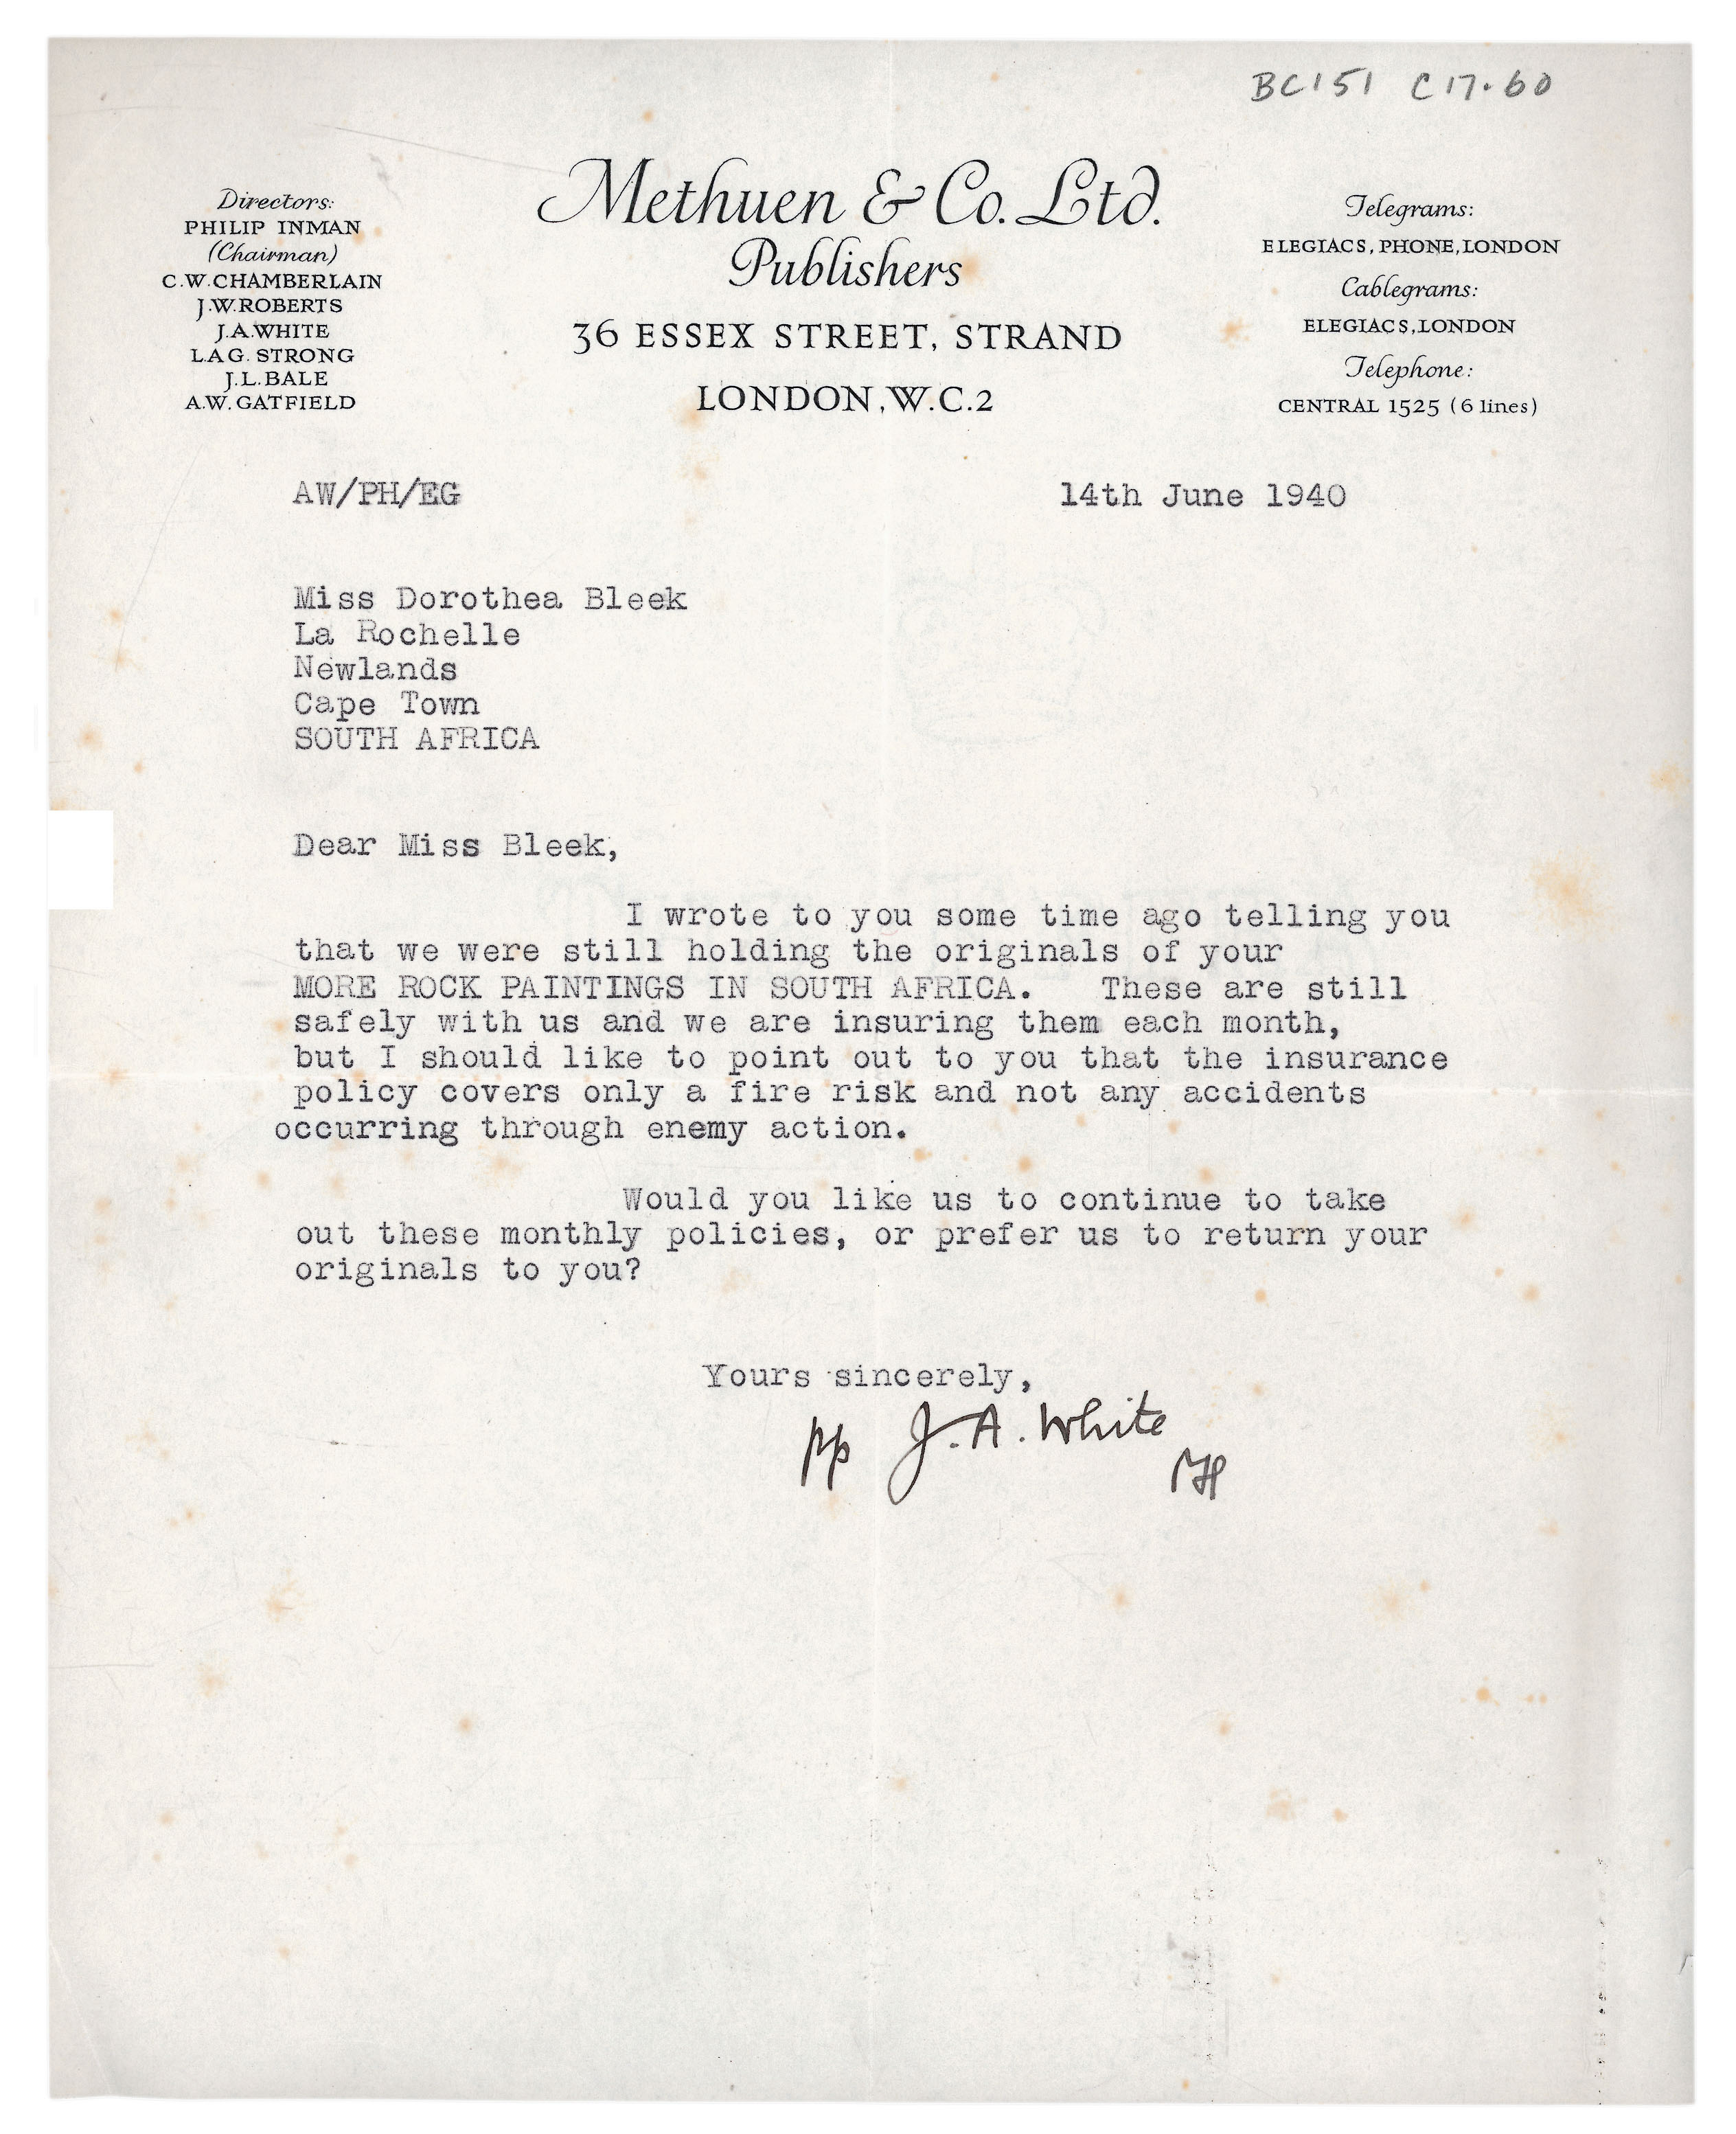 BC151 C17.60
Directors:
PHILIP INMAN
(Chairman)
C.W.CHAMBERLAIN
J.W.ROBERTS
J.A.WHITE
L.A.G. STRONG
J.L.BALE
A.W.GATFIELD
Methuen & Co. Ltd.
Publishers
36 ESSEX STREET, STRAND
LONDON, W.C.2
Telegrams:
ELEGIACS, PHONE, LONDON
Cablegrams:
ELEGIACS, LONDON
Telephone:
CENTRAL 1525 (6 lines)
AW/PH/EG
14th June 1940
Miss Dorothea Bleek
La Rochelle
Newlands
Cape Town
SOUTH AFRICA
Dear Miss Bleek,
I wrote to you some time ago telling you
that we were still holding the originals of your
MORE ROCK PAINTINGS IN SOUTH AFRICA. These are still
safely with us and we are insuring them each month,
but I should like to point out to you that the insurance
policy covers only a fire risk and not any accidents
occurring through enemy action.
Would you like us to continue to take
out these monthly policies, or prefer us to return your
originals to you?
Yours sincerely,
pp J.A. White
PH